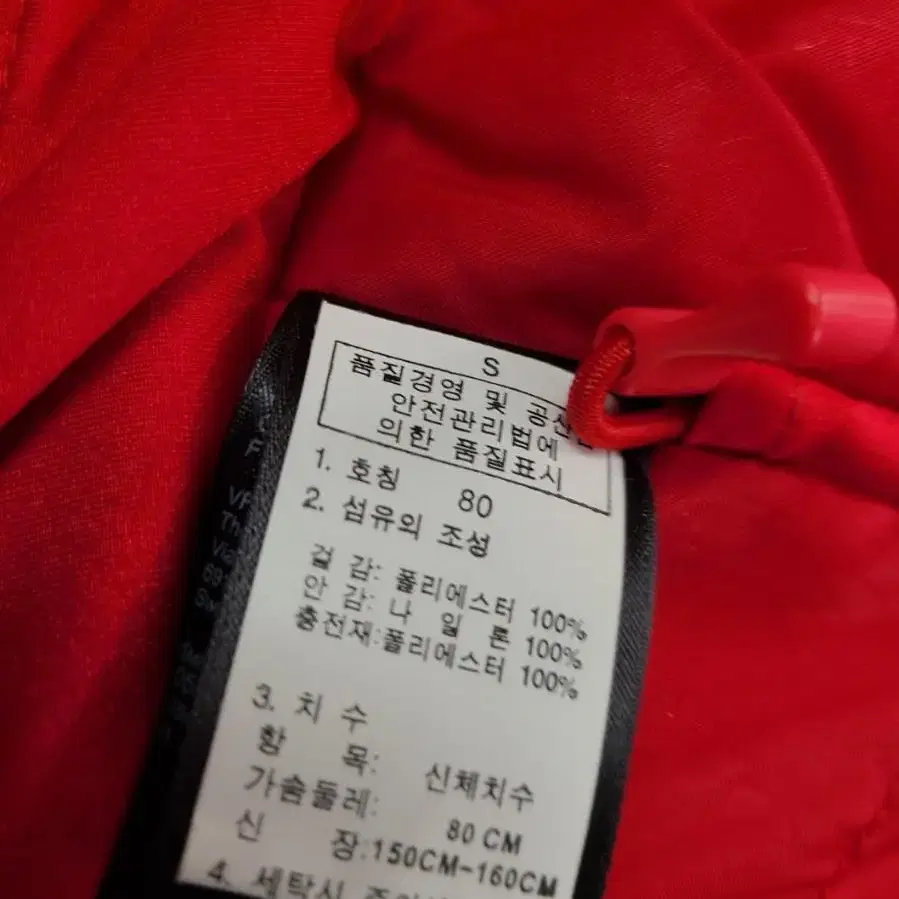 S
품질경영 및 공산
안전관리법에
의한 품질표시
1. 호칭 80
2. 섬유의 조성
겉 감: 폴리에스터 100%
안 감: 나 일 론 100%
충전재:폴리에스터 100%
3. 치 수
항 목: 신체치수
가슴둘레: 80 CM
신 장:150CM-160CM
4. 세탁시
F
VF
Th